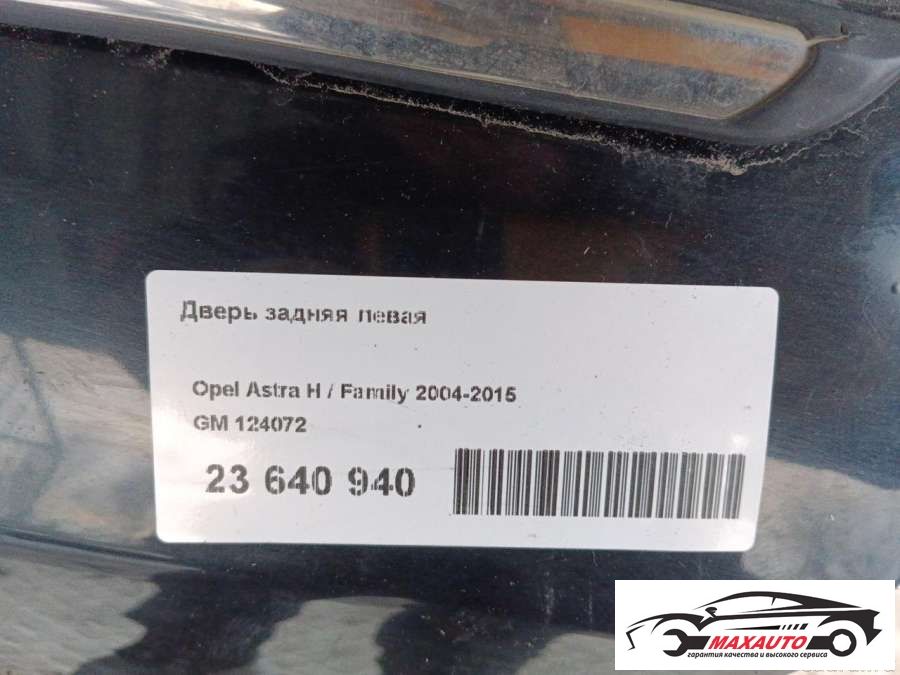 Дверь задняя левая
Opel Astra H / Family 2004-2015
GM 124072
23 640 940
MAXAUTO
гарантия качества и высокого сервиса